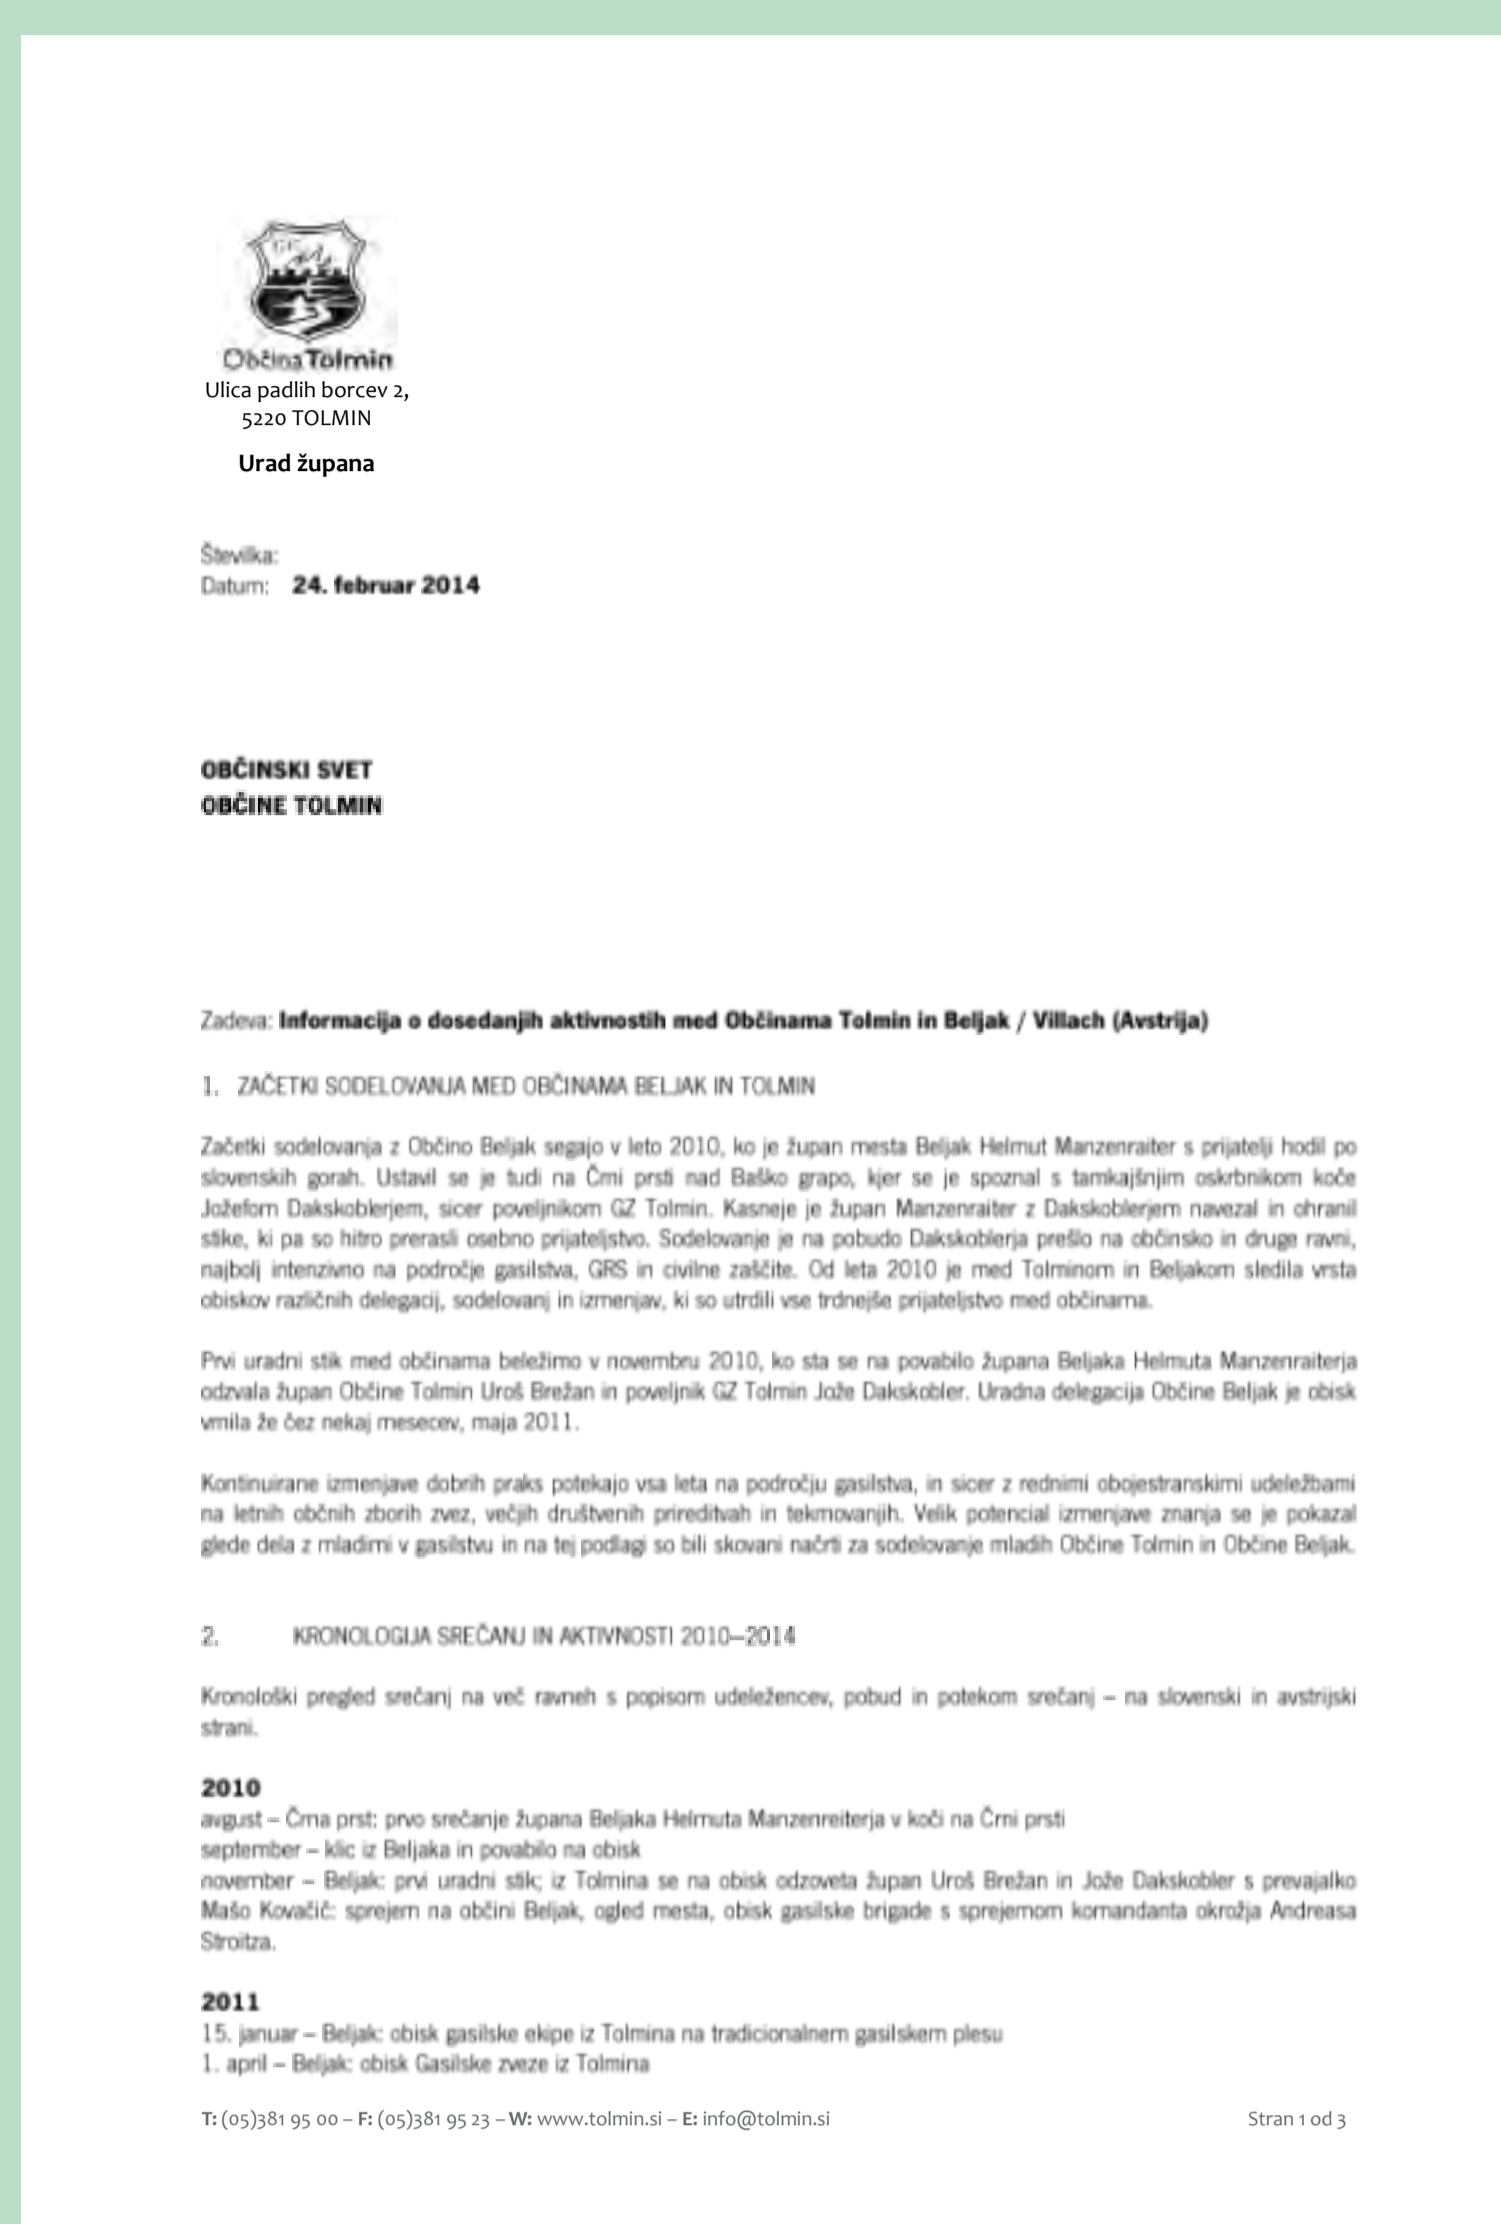 Občina Tolmin
Ulica padlih borcev 2,
5220 TOLMIN
Urad župana
Številka:
Datum: 24. februar 2014
OBČINSKI SVET
OBČINE TOLMIN
Zadeva: Informacija o dosedanjih aktivnostih med Občinama Tolmin in Beljak / Villach (Avstrija)
1. ZAČETKI SODELOVANJA MED OBČINAMA BELJAK IN TOLMIN
Začetki sodelovanja z Občino Beljak segajo v leto 2010, ko je župan mesta Beljak Helmut Manzenraiter s prijatelji hodil po
slovenskih gorah. Ustavil se je tudi na Črni prsti nad Baško grapo, kjer se je spoznal s tamkajšnjim oskrbnikom koče
Jožefom Dakskoblerjem, sicer poveljnikom GZ Tolmin. Kasneje je župan Manzenraiter z Dakskoblerjem navezal in ohranil
stike, ki pa so hitro prerasli osebno prijateljstvo. Sodelovanje je na pobudo Dakskoblerja prešlo na občinsko in druge ravni,
najbolj intenzivno na področje gasilstva, GRS in civilne zaščite. Od leta 2010 je med Tolminom in Beljakom sledila vrsta
obiskov različnih delegacij, sodelovanj in izmenjav, ki so utrdili vse trdnejše prijateljstvo med občinama.
Prvi uradni stik med občinama beležimo v novembru 2010, ko sta se na povabilo župana Beljaka Helmuta Manzenraiterja
odzvala župan Občine Tolmin Uroš Brežan in poveljnik GZ Tolmin Jože Dakskobler. Uradna delegacija Občine Beljak je obisk
vrnila že čez nekaj mesecev, maja 2011.
Kontinuirane izmenjave dobrih praks potekajo vsa leta na področju gasilstva, in sicer z rednimi obojestranskimi udeležbami
na letnih občnih zborih zvez, večjih društvenih prireditvah in tekmovanjih. Velik potencial izmenjave znanja se je pokazal
glede dela z mladimi v gasilstvu in na tej podlagi so bili skovani načrti za sodelovanje mladih Občine Tolmin in Občine Beljak.
2. KRONOLOGIJA SREČANJ IN AKTIVNOSTI 2010–2014
Kronološki pregled srečanj na več ravneh s popisom udeležencev, pobud in potekom srečanj – na slovenski in avstrijski
strani.
2010
avgust – Črna prst: prvo srečanje župana Beljaka Helmuta Manzenreiterja v koči na Črni prsti
september – klic iz Beljaka in povabilo na obisk
november – Beljak: prvi uradni stik; iz Tolmina se na obisk odzoveta župan Uroš Brežan in Jože Dakskobler s prevajalko
Mašo Kovačič: sprejem na občini Beljak, ogled mesta, obisk gasilske brigade s sprejemom komandanta okrožja Andreasa
Stroitza.
2011
15. januar – Beljak: obisk gasilske ekipe iz Tolmina na tradicionalnem gasilskem plesu
1. april – Beljak: obisk Gasilske zveze iz Tolmina
T: (05)381 95 00 – F: (05)381 95 23 – W: www.tolmin.si – E: info@tolmin.si Stran 1 od 3